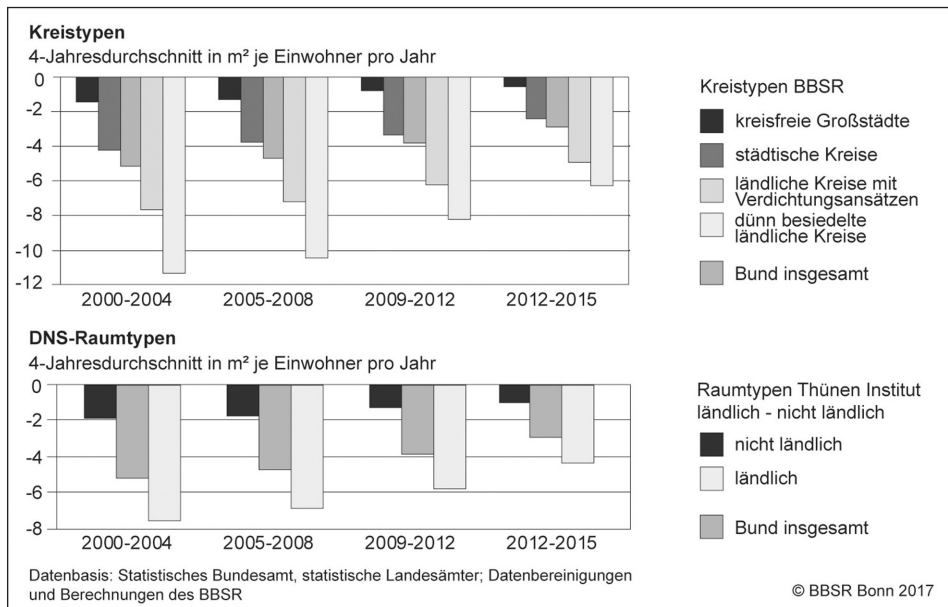 Kreistypen
4-Jahresdurchschnitt in m² je Einwohner pro Jahr
0
-2
-4
-6
-8
-10
-12
2000-2004
2005-2008
2009-2012
2012-2015
Kreistypen BBSR
kreisfreie Großstädte
städtische Kreise
ländliche Kreise mit
Verdichtungsansätzen
dünn besiedelte
ländliche Kreise
Bund insgesamt
DNS-Raumtypen
4-Jahresdurchschnitt in m² je Einwohner pro Jahr
0
-2
-4
-6
-8
2000-2004
2005-2008
2009-2012
2012-2015
Raumtypen Thünen Institut
ländlich - nicht ländlich
nicht ländlich
ländlich
Bund insgesamt
Datenbasis: Statistisches Bundesamt, statistische Landesämter; Datenbereinigungen
und Berechnungen des BBSR
© BBSR Bonn 2017